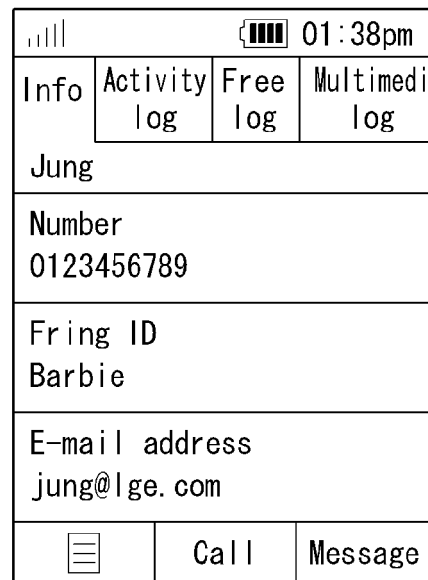 01:38pm
Info Activity log Free log Multimedi log
Jung
Number
0123456789
Fring ID
Barbie
E-mail address
jung@lge.com
Call Message